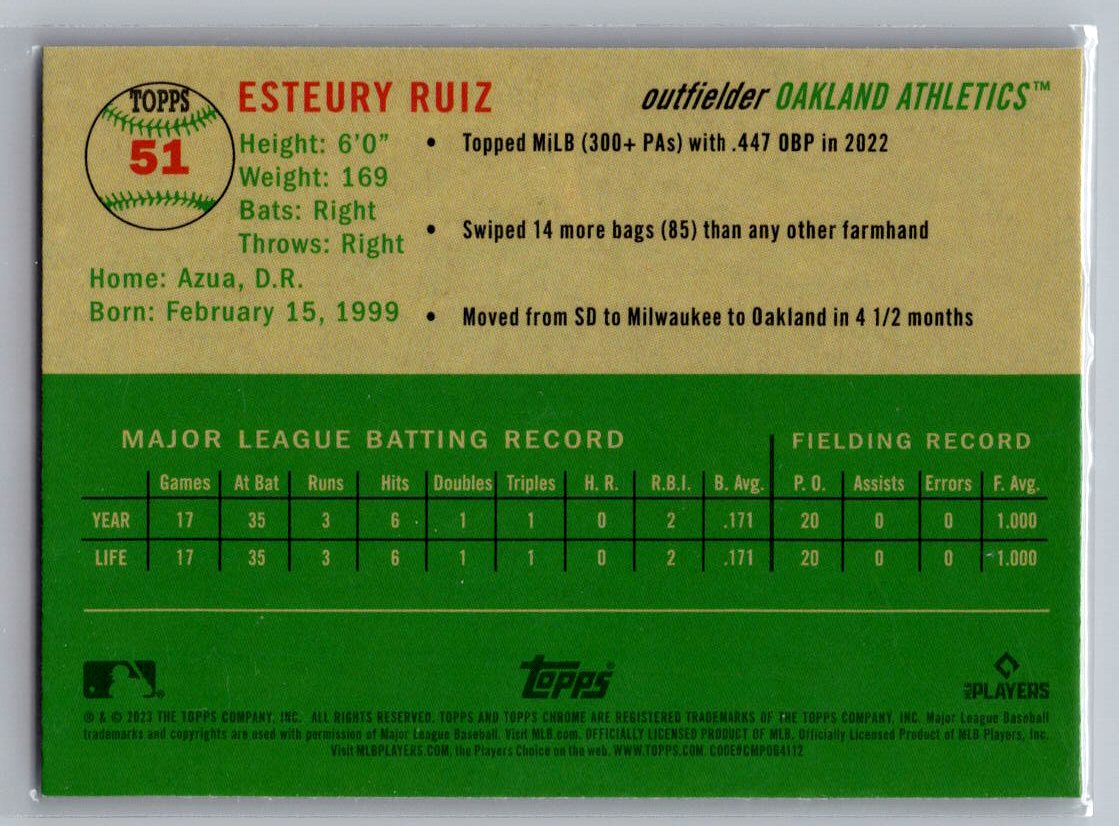 TOPPS
51
ESTEURY RUIZ
outfielder OAKLAND ATHLETICS™
Height: 6'0"
Weight: 169
Bats: Right
Throws: Right
Home: Azua, D.R.
Born: February 15, 1999
• Topped MiLB (300+ PAs) with .447 OBP in 2022
• Swiped 14 more bags (85) than any other farmhand
• Moved from SD to Milwaukee to Oakland in 4 1/2 months
MAJOR LEAGUE BATTING RECORD FIELDING RECORD
Games At Bat Runs Hits Doubles Triples H. R. R.B.I. B. Avg. P. O. Assists Errors F. Avg.
YEAR 17 35 3 6 1 1 0 2 .171 20 0 0 1.000
LIFE 17 35 3 6 1 1 0 2 .171 20 0 0 1.000
Topps® PLAYERS
® & © 2023 THE TOPPS COMPANY, INC. ALL RIGHTS RESERVED. TOPPS AND TOPPS CHROME ARE REGISTERED TRADEMARKS OF THE TOPPS COMPANY, INC. Major League Baseball
trademarks and copyrights are used with permission of Major League Baseball. Visit MLB.com. OFFICIALLY LICENSED PRODUCT OF MLB. Officially Licensed Product of MLB Players, Inc.
Visit MLBPLAYERS.COM, the Players Choice on the web. WWW.TOPPS.COM. CODE#CMP064112